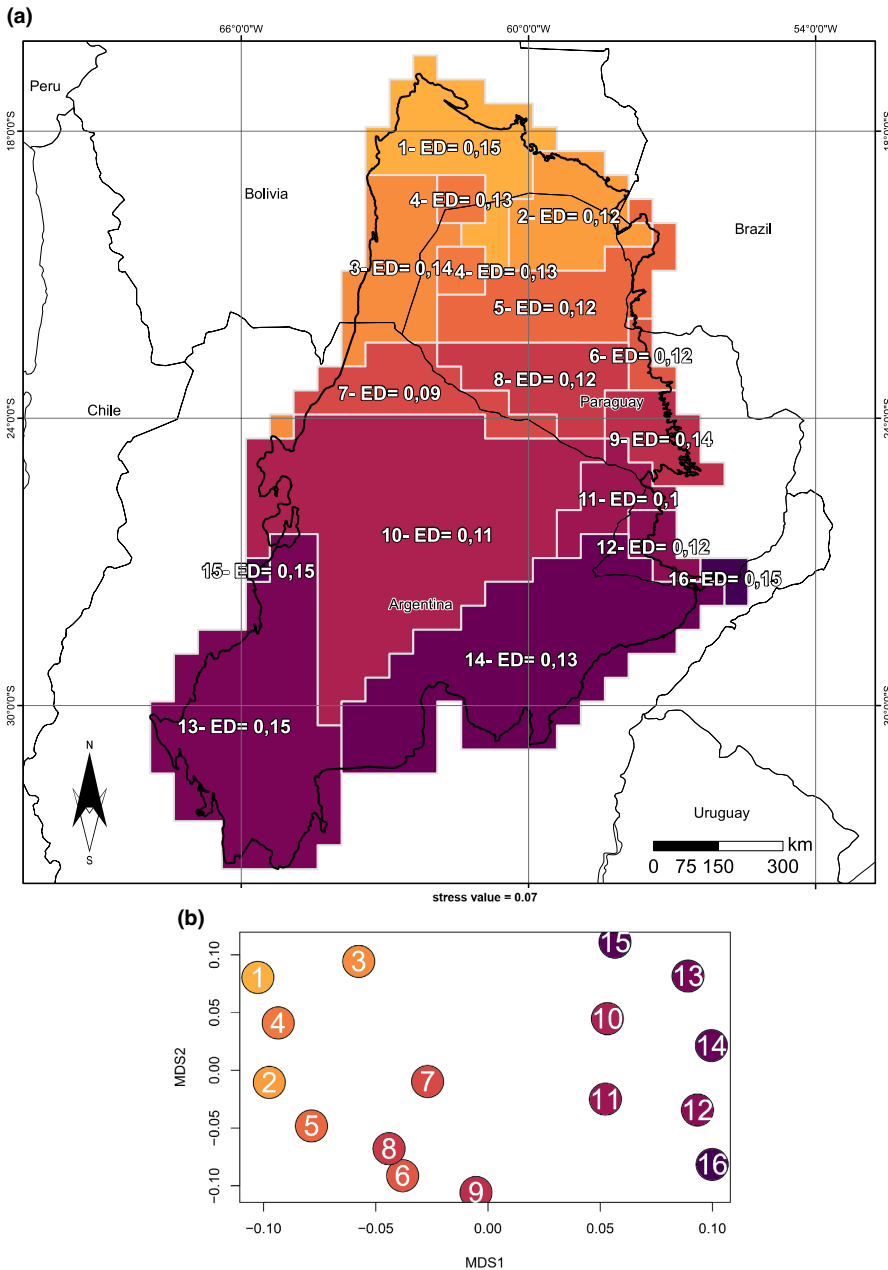 (a)
66°0'0"S 60°0'0"S 54°0'0"S
Peru
18°0'0"S 18°0'0"S
1- ED= 0,15
Bolivia
4- ED= 0,13
2- ED= 0,12
Brazil
3- ED= 0,14
4- ED= 0,13
5- ED= 0,12
6- ED= 0,12
8- ED= 0,12
7- ED= 0,09
Paraguay
Chile
24°0'0"S 24°0'0"S
9- ED= 0,14
11- ED= 0,1
10- ED= 0,11
12- ED= 0,12
15- ED= 0,15
16- ED= 0,15
Argentina
14- ED= 0,13
30°0'0"S
13- ED= 0,15
N
S
Uruguay
km
0 75 150 300
stress value = 0.07
(b)
MDS2
0.10
0.05
0.00
−0.05
−0.10
15
3
1
13
4
10
14
2
7
11
5
12
8
6
16
9
−0.10 −0.05 0.00 0.05 0.10
MDS1